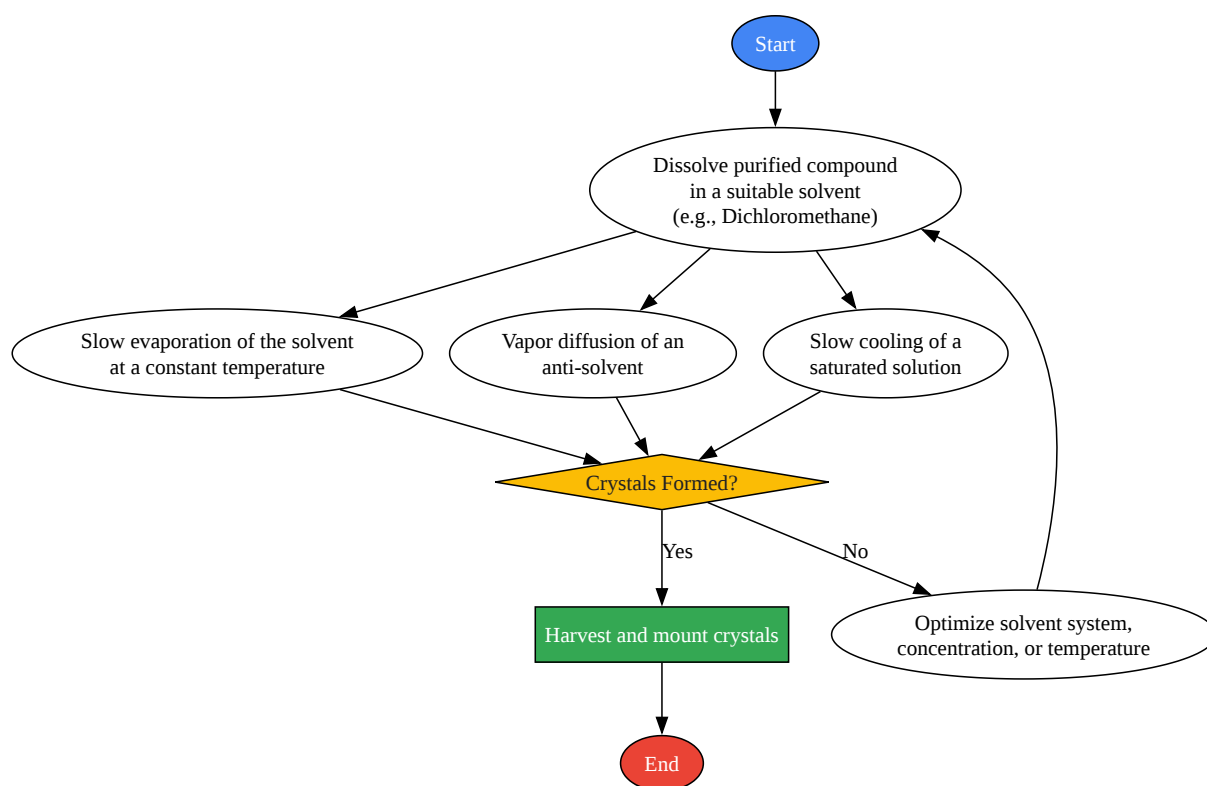 Start
Dissolve purified compound
in a suitable solvent
(e.g., Dichloromethane)
Slow evaporation of the solvent
at a constant temperature
Vapor diffusion of an
anti-solvent
Slow cooling of a
saturated solution
Crystals Formed?
Yes
No
Harvest and mount crystals
Optimize solvent system,
concentration, or temperature
End